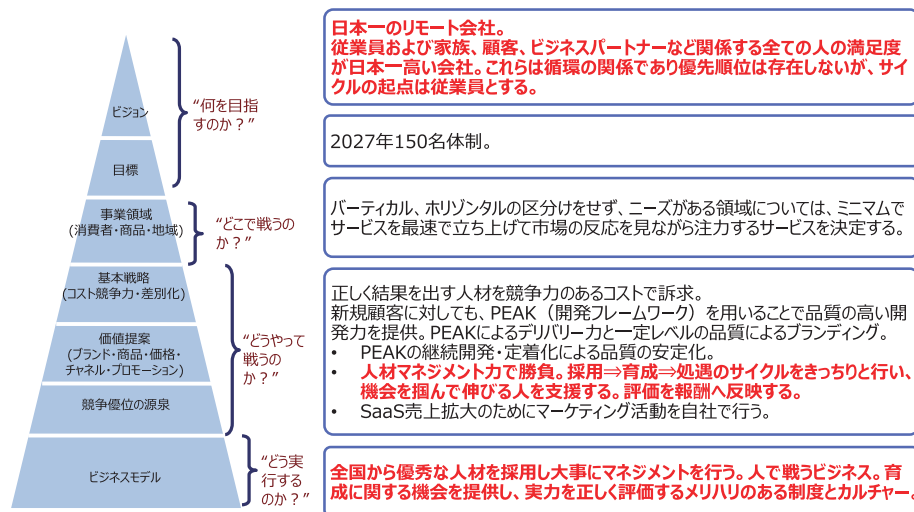 ビジョン
目標
事業領域
(消費者・商品・地域)
基本戦略
(コスト競争力・差別化)
価値提案
(ブランド・商品・価格・
チャネル・プロモーション)
競争優位の源泉
ビジネスモデル
“何を目指
すのか？”
“どこで戦うの
か？”
“どうやって
戦うの
か？”
“どう実
行する
のか？”
日本一のリモート会社。
従業員および家族、顧客、ビジネスパートナーなど関係する全ての人の満足度
が日本一高い会社。これらは循環の関係であり優先順位は存在しないが、サイ
クルの起点は従業員とする。
2027年150名体制。
バーティカル、ホリゾンタルの区分けをせず、ニーズがある領域については、ミニマムで
サービスを最速で立ち上げて市場の反応を見ながら注力するサービスを決定する。
正しく結果を出す人材を競争力のあるコストで訴求。
新規顧客に対しても、PEAK（開発フレームワーク）を用いることで品質の高い開
発力を提供。PEAKによるデリバリー力と一定レベルの品質によるブランディング。
• PEAKの継続開発・定着化による品質の安定化。
• 人材マネジメント力で勝負。採用⇒育成⇒処遇のサイクルをきっちりと行い、
機会を掴んで伸びる人を支援する。評価を報酬へ反映する。
• SaaS売上拡大のためにマーケティング活動を自社で行う。
全国から優秀な人材を採用し大事にマネジメントを行う。人で戦うビジネス。育
成に関する機会を提供し、実力を正しく評価するメリハリのある制度とカルチャー。